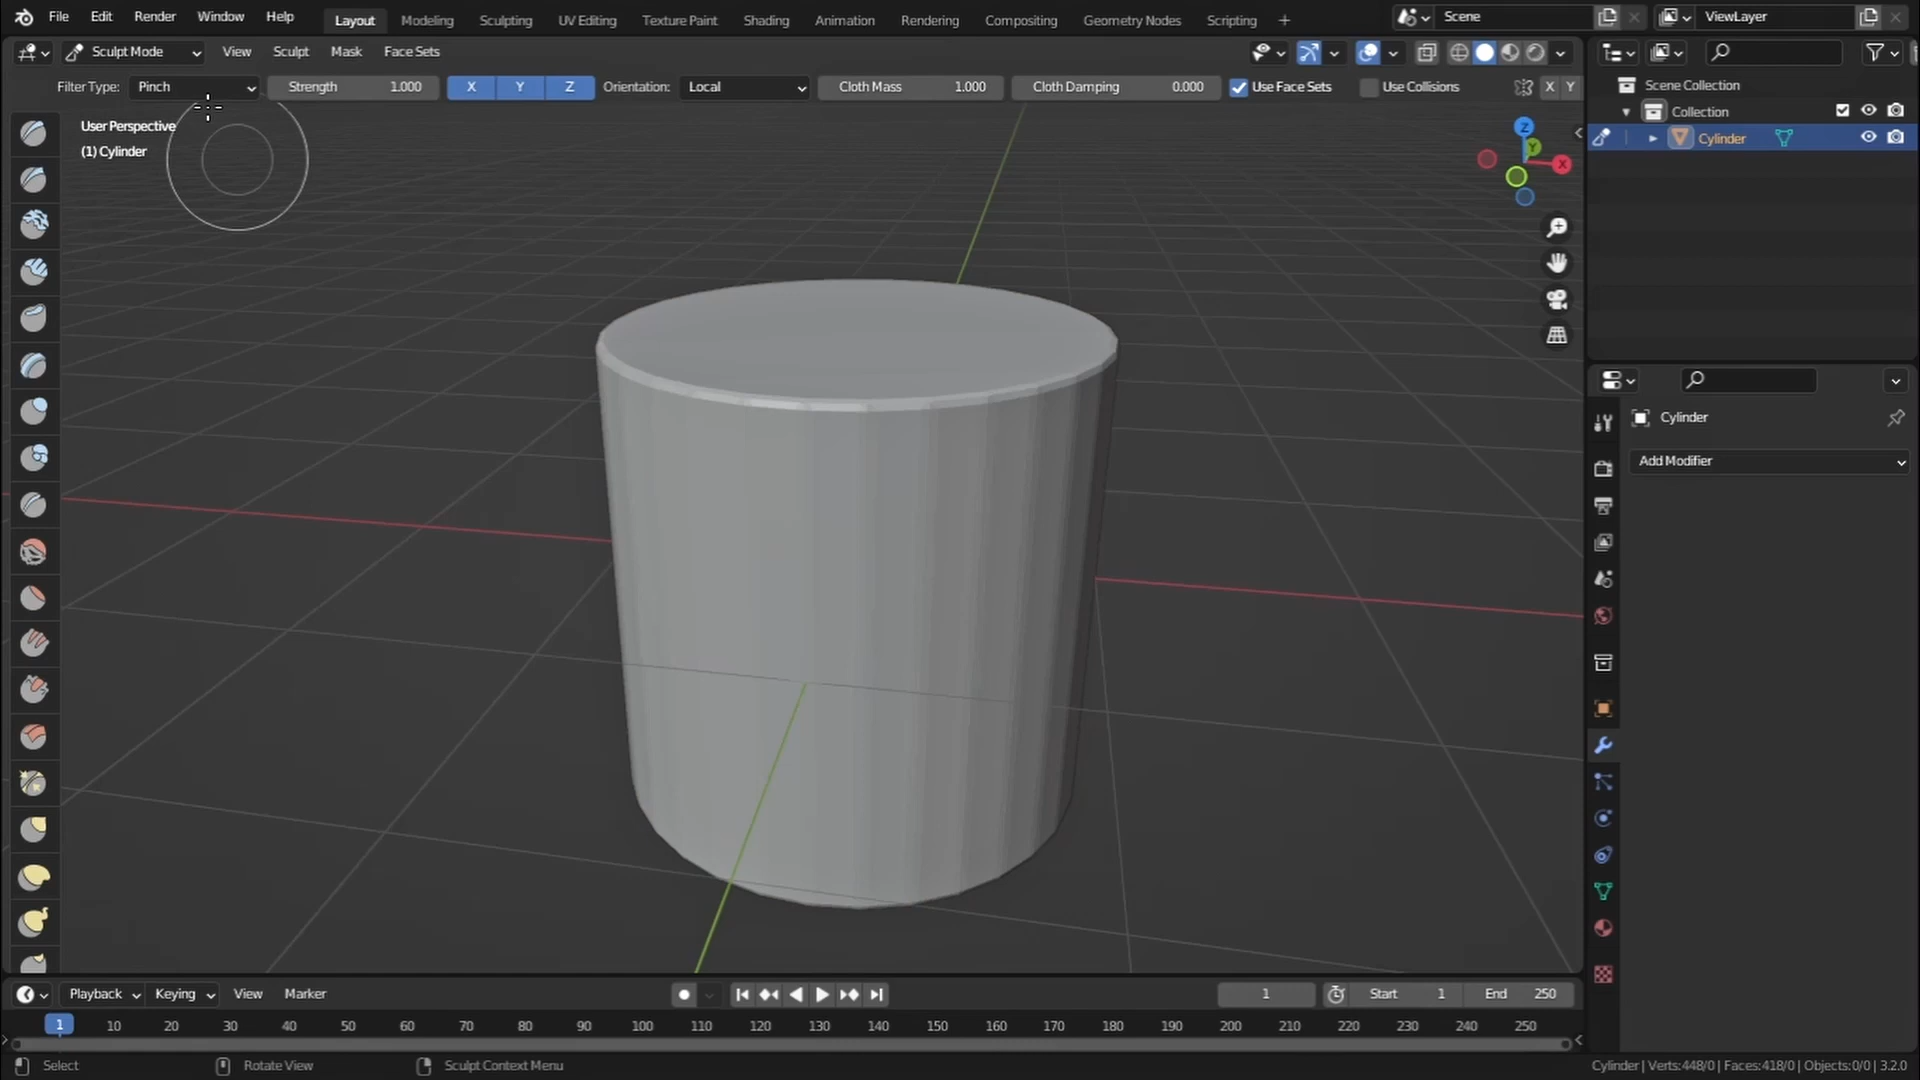 File Edit Render Window Help Layout Modeling Sculpting UV Editing Texture Paint Shading Animation Rendering Compositing Geometry Nodes Scripting + Scene ViewLayer
Sculpt Mode View Sculpt Mask Face Sets
Filter Type: Pinch Strength 1.000 X Y Z Orientation: Local Cloth Mass 1.000 Cloth Damping 0.000 Use Face Sets Use Collisions X Y
User Perspective
(1) Cylinder
Z
Y
X
Scene Collection
Collection
Cylinder
Cylinder
Add Modifier
Playback Keying View Marker 1 Start 1 End 250
1 10 20 30 40 50 60 70 80 90 100 110 120 130 140 150 160 170 180 190 200 210 220 230 240 250
Select Rotate View Sculpt Context Menu Cylinder | Verts:448/0 | Faces:418/0 | Objects:0/0 | 3.2.0